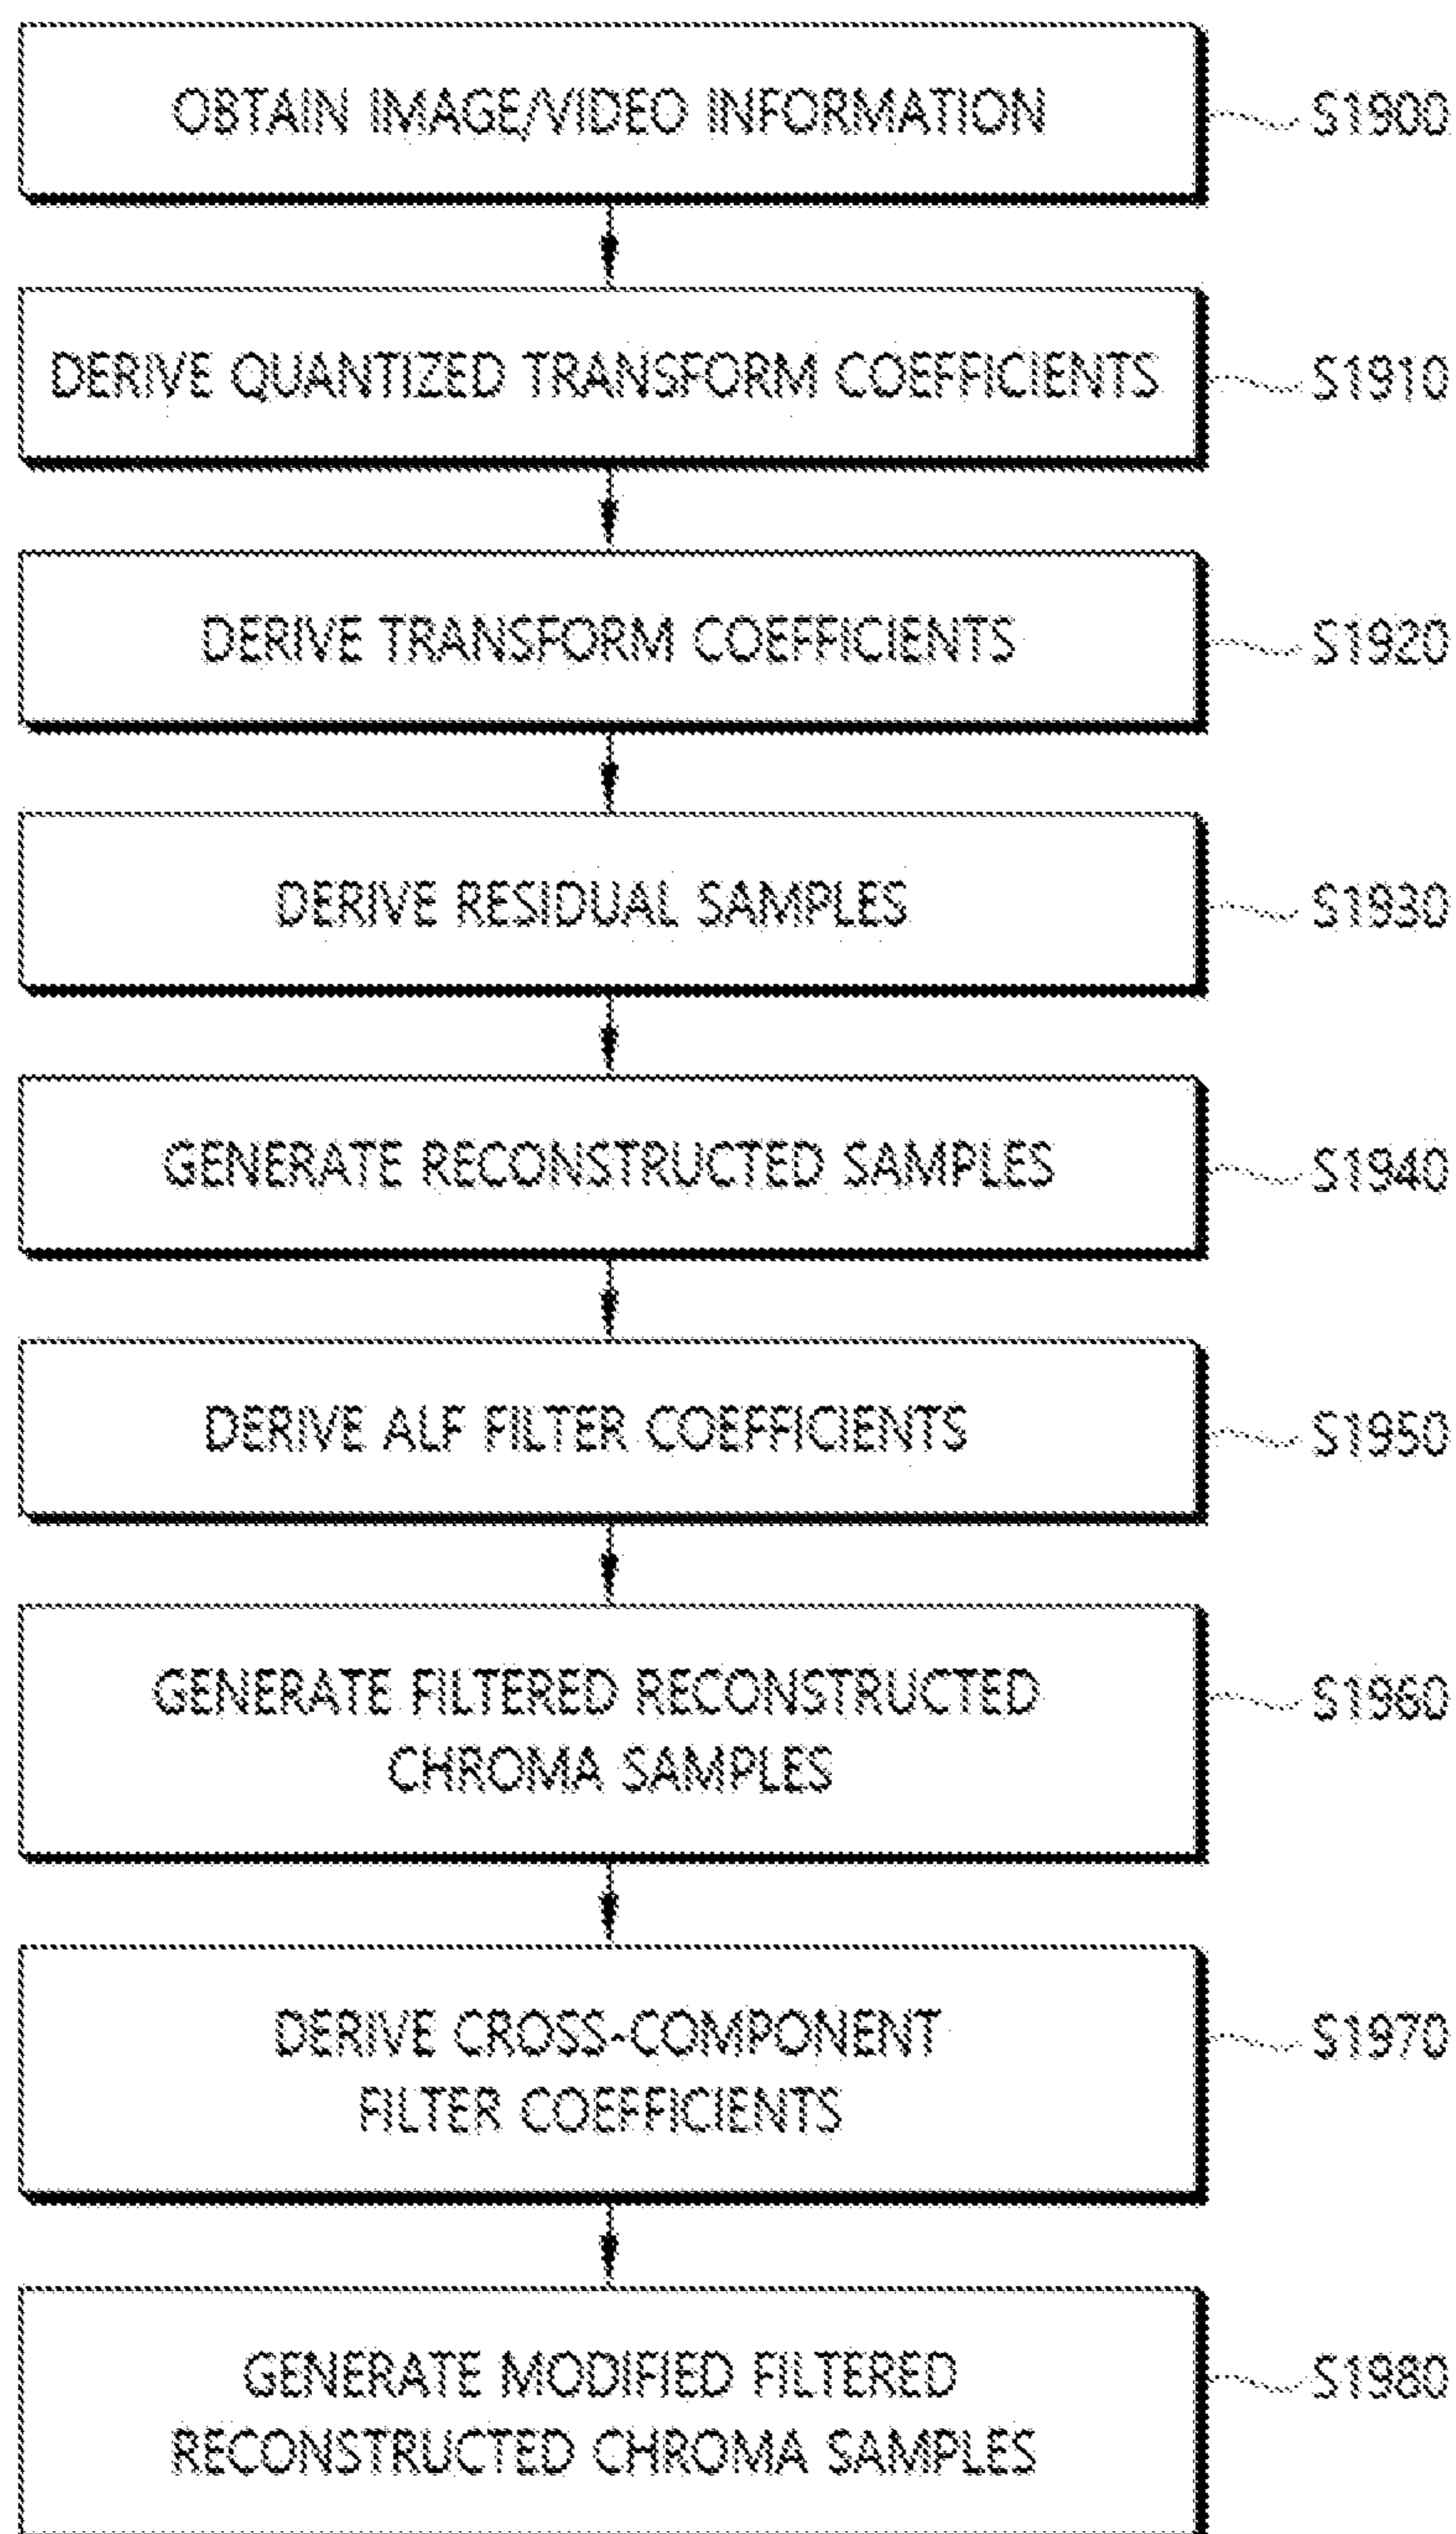 OBTAIN IMAGE/VIDEO INFORMATION
S1900
DERIVE QUANTIZED TRANSFORM COEFFICIENTS
S1910
DERIVE TRANSFORM COEFFICIENTS
S1920
DERIVE RESIDUAL SAMPLES
S1930
GENERATE RECONSTRUCTED SAMPLES
S1940
DERIVE ALF FILTER COEFFICIENTS
S1950
GENERATE FILTERED RECONSTRUCTED
CHROMA SAMPLES
S1960
DERIVE CROSS-COMPONENT
FILTER COEFFICIENTS
S1970
GENERATE MODIFIED FILTERED
RECONSTRUCTED CHROMA SAMPLES
S1980